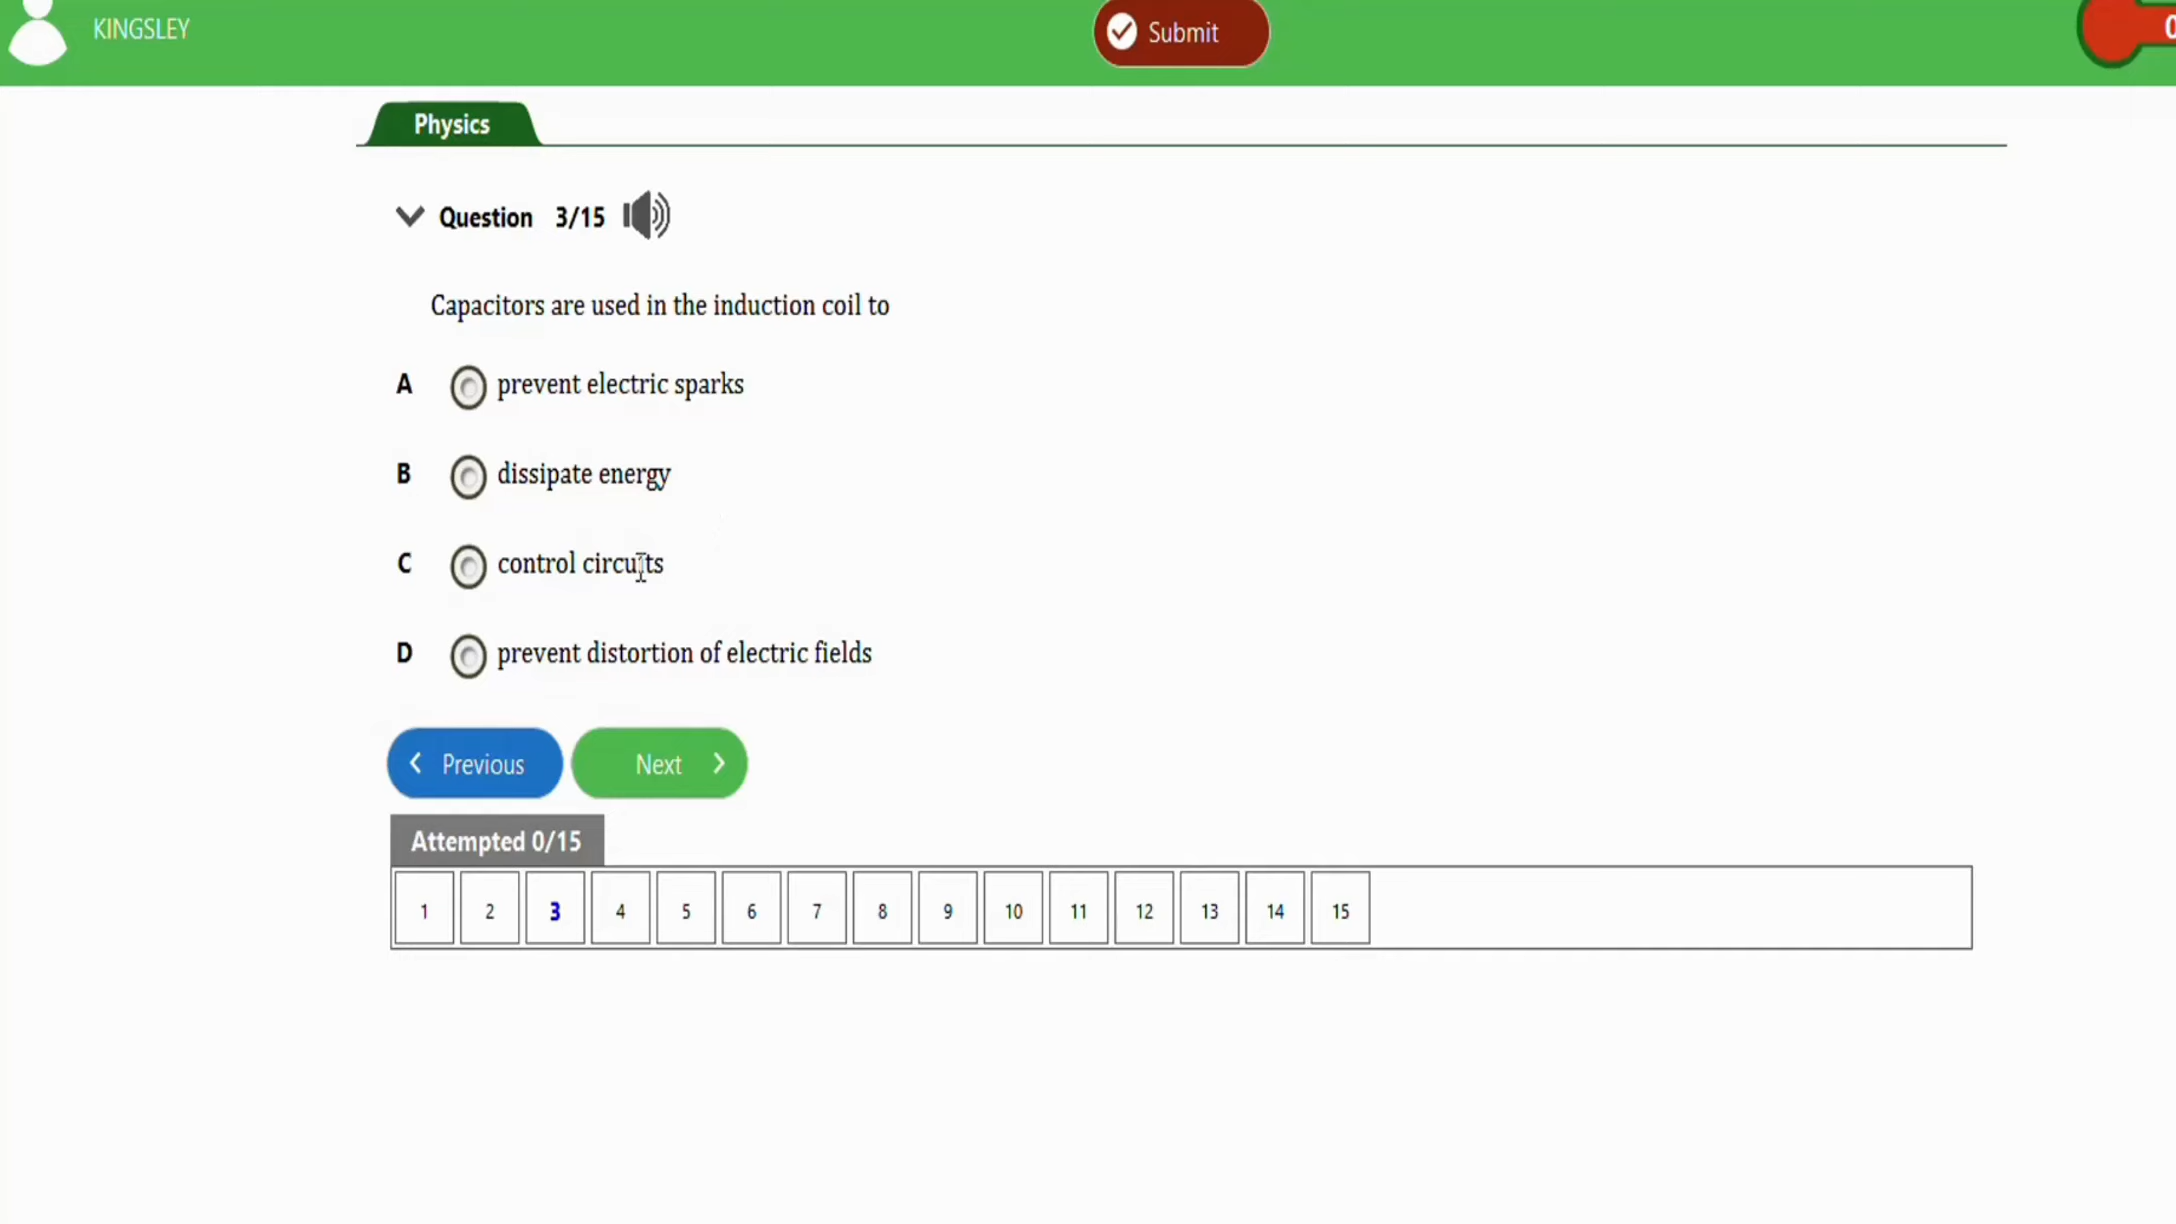 KINGSLEY
Submit
0
Physics
Question 3/15
Capacitors are used in the induction coil to
A prevent electric sparks
B dissipate energy
C control circuits
D prevent distortion of electric fields
Previous Next
Attempted 0/15
1 2 3 4 5 6 7 8 9 10 11 12 13 14 15